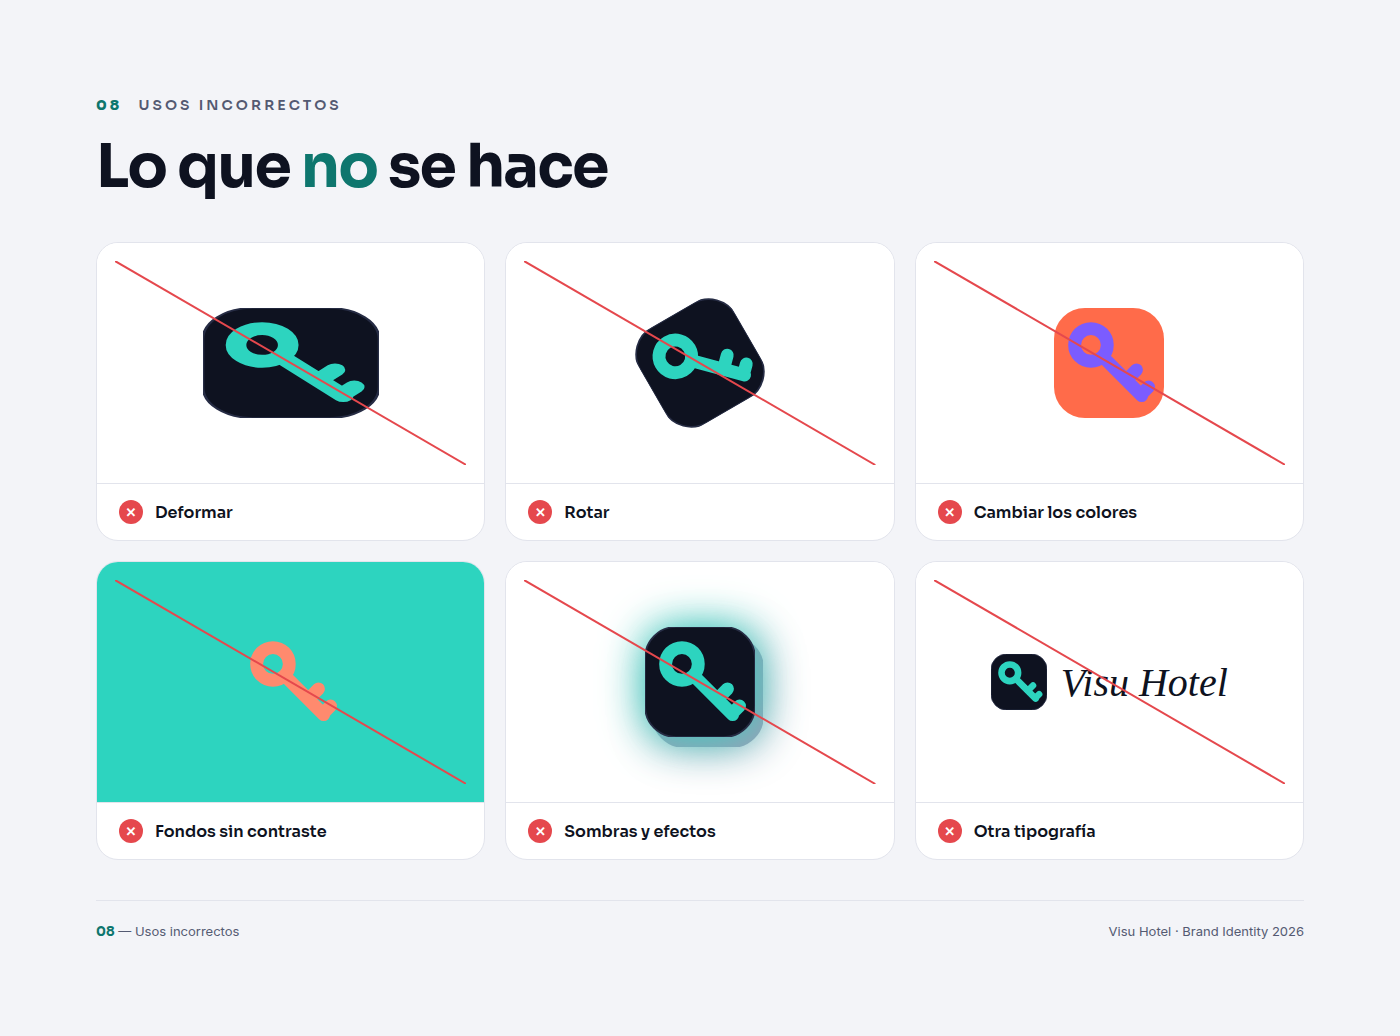 08 USOS INCORRECTOS
Lo que no se hace
Deformar
Rotar
Cambiar los colores
Visu Hotel
Fondos sin contraste
Sombras y efectos
Otra tipografía
08 — Usos incorrectos
Visu Hotel · Brand Identity 2026